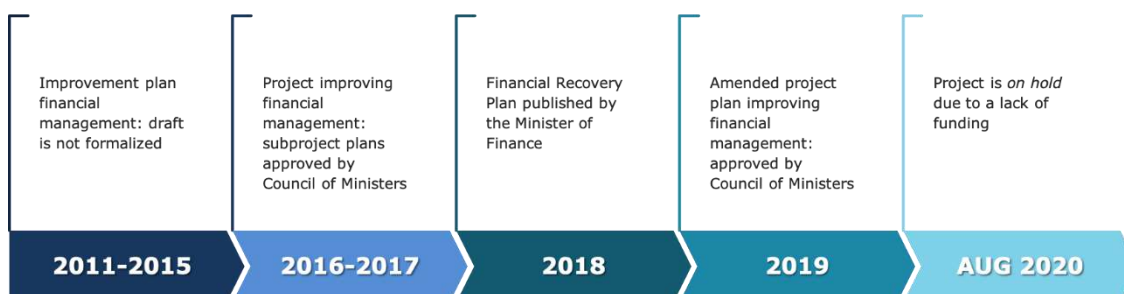 Improvement plan
financial
management: draft
is not formalized
Project improving
financial
management:
subproject plans
approved by
Council of Ministers
Financial Recovery
Plan published by
the Minister of
Finance
Amended project
plan improving
financial
management:
approved by
Council of Ministers
Project is on hold
due to a lack of
funding
2011-2015
2016-2017
2018
2019
AUG 2020